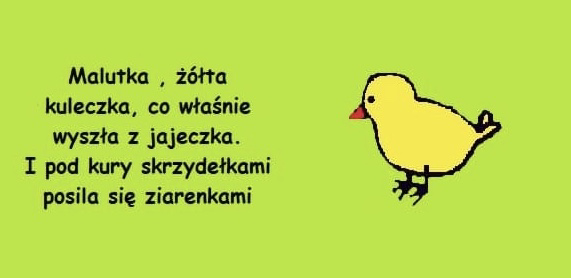 Malutka , żółta
kuleczka, co właśnie
wyszła z jajeczka.
I pod kury skrzydełkami
posila się ziarenkami